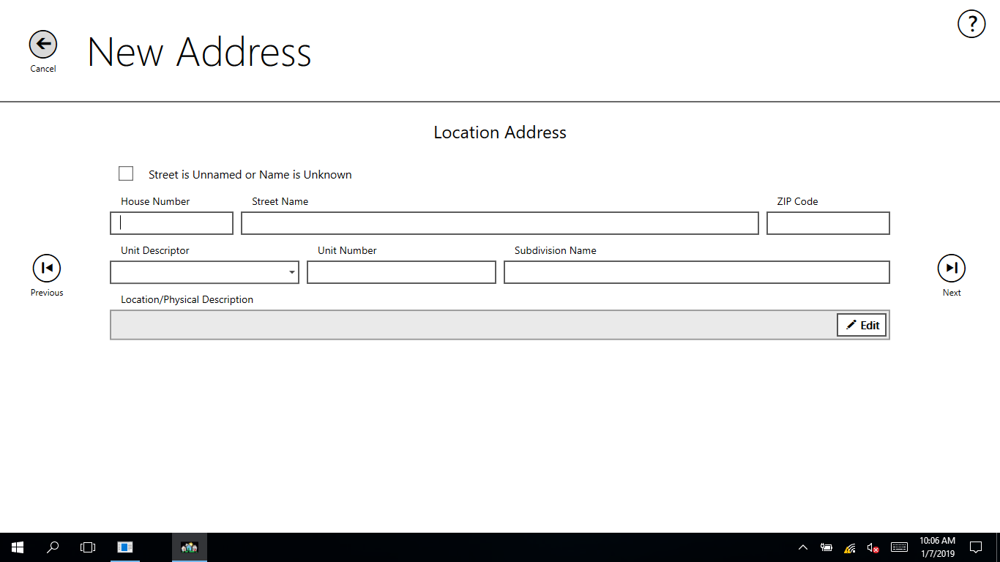 ?
Cancel
New Address
Location Address
Street is Unnamed or Name is Unknown
House Number
Street Name
ZIP Code
Unit Descriptor
Unit Number
Subdivision Name
Previous
Next
Location/Physical Description
Edit
10:06 AM
1/7/2019